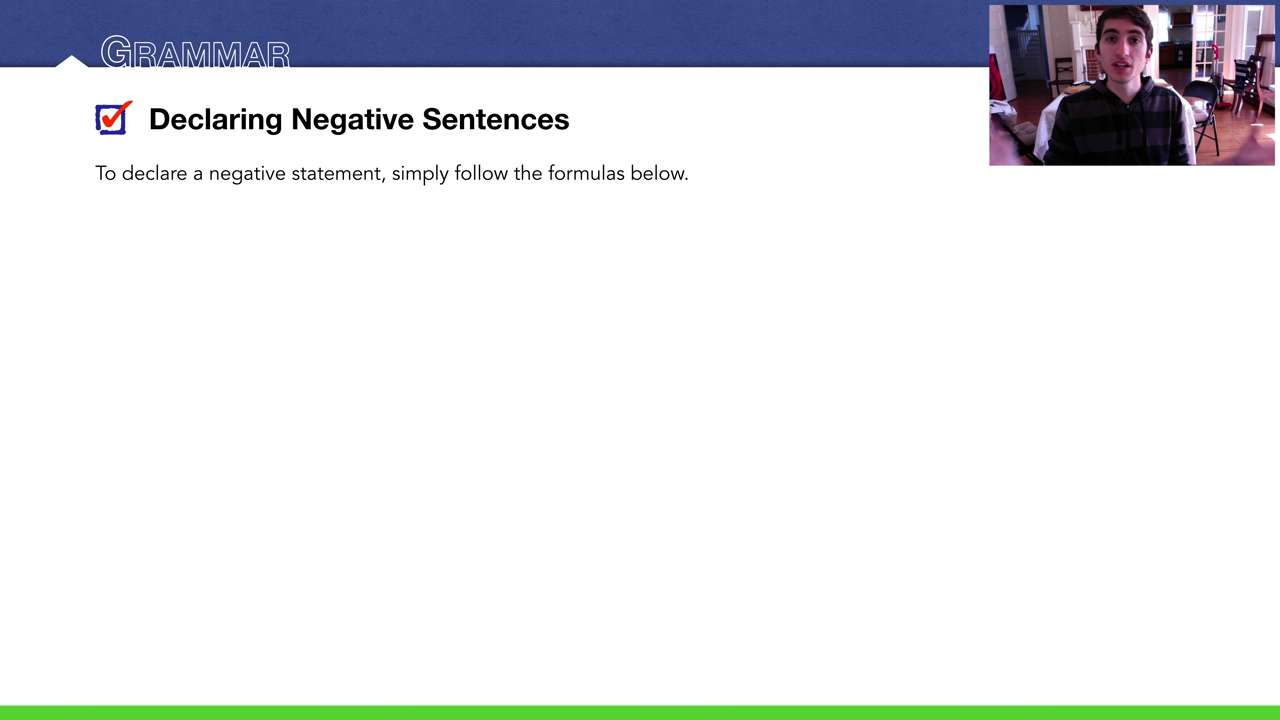 GRAMMAR
Declaring Negative Sentences
To declare a negative statement, simply follow the formulas below.